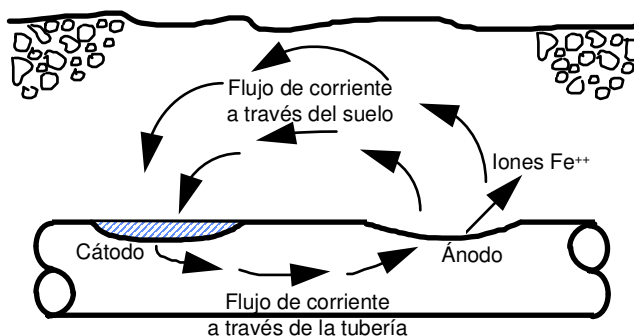 Flujo de corriente
a través del suelo
Iones Fe⁺⁺
Cátodo
Ánodo
Flujo de corriente
a través de la tubería